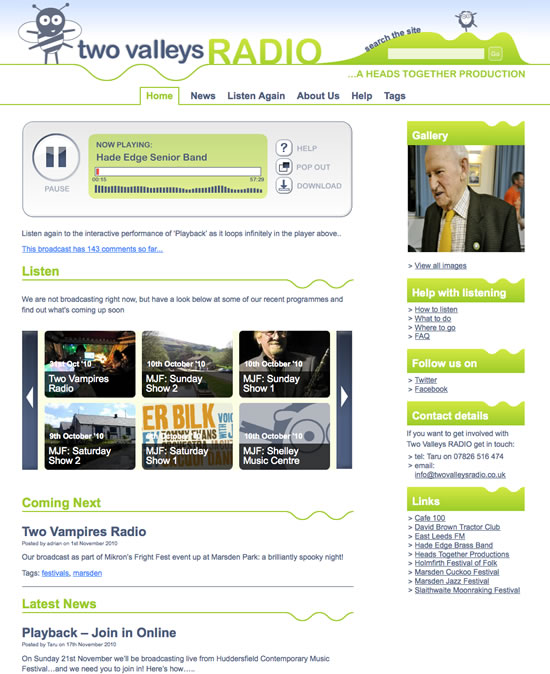 two valleys RADIO
search the site
Go
...A HEADS TOGETHER PRODUCTION
Home News Listen Again About Us Help Tags
NOW PLAYING:
Hade Edge Senior Band
00:15 57:29
PAUSE
HELP
POP OUT
DOWNLOAD
Listen again to the interactive performance of 'Playback' as it loops infinitely in the player above..
This broadcast has 143 comments so far...
Listen
We are not broadcasting right now, but have a look below at some of our recent programmes and
find out what's coming up soon
31st Oct '10
Two Vampires
Radio
10th October '10
MJF: Sunday
Show 2
10th October '10
MJF: Sunday
Show 1
9th October '10
MJF: Saturday
Show 2
ER BILK
MJF: Saturday
Show 1
10th October '10
MJF: Shelley
Music Centre
Coming Next
Two Vampires Radio
Posted by adrian on 1st November 2010
Our broadcast as part of Mikron's Fright Fest event up at Marsden Park: a brilliantly spooky night!
Tags: festivals, marsden
Latest News
Playback – Join in Online
Posted by Taru on 17th November 2010
On Sunday 21st November we'll be broadcasting live from Huddersfield Contemporary Music
Festival…and we need you to join in! Here's how…..
Gallery
> View all images
Help with listening
> How to listen
> What to do
> Where to go
> FAQ
Follow us on
> Twitter
> Facebook
Contact details
If you want to get involved with
Two Valleys RADIO get in touch:
> tel: Taru on 07826 516 474
> email:
info@twovalleysradio.co.uk
Links
> Cafe 100
> David Brown Tractor Club
> East Leeds FM
> Hade Edge Brass Band
> Heads Together Productions
> Holmfirth Festival of Folk
> Marsden Cuckoo Festival
> Marsden Jazz Festival
> Slaithwaite Moonraking Festival